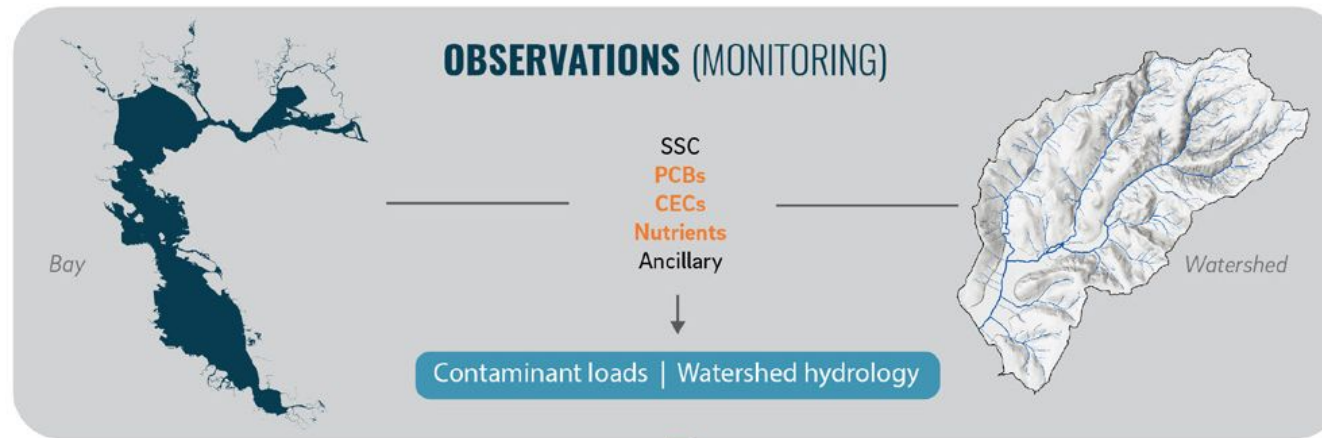 OBSERVATIONS (MONITORING)
SSC
PCBs
CECs
Nutrients
Ancillary
Bay
Watershed
Contaminant loads | Watershed hydrology